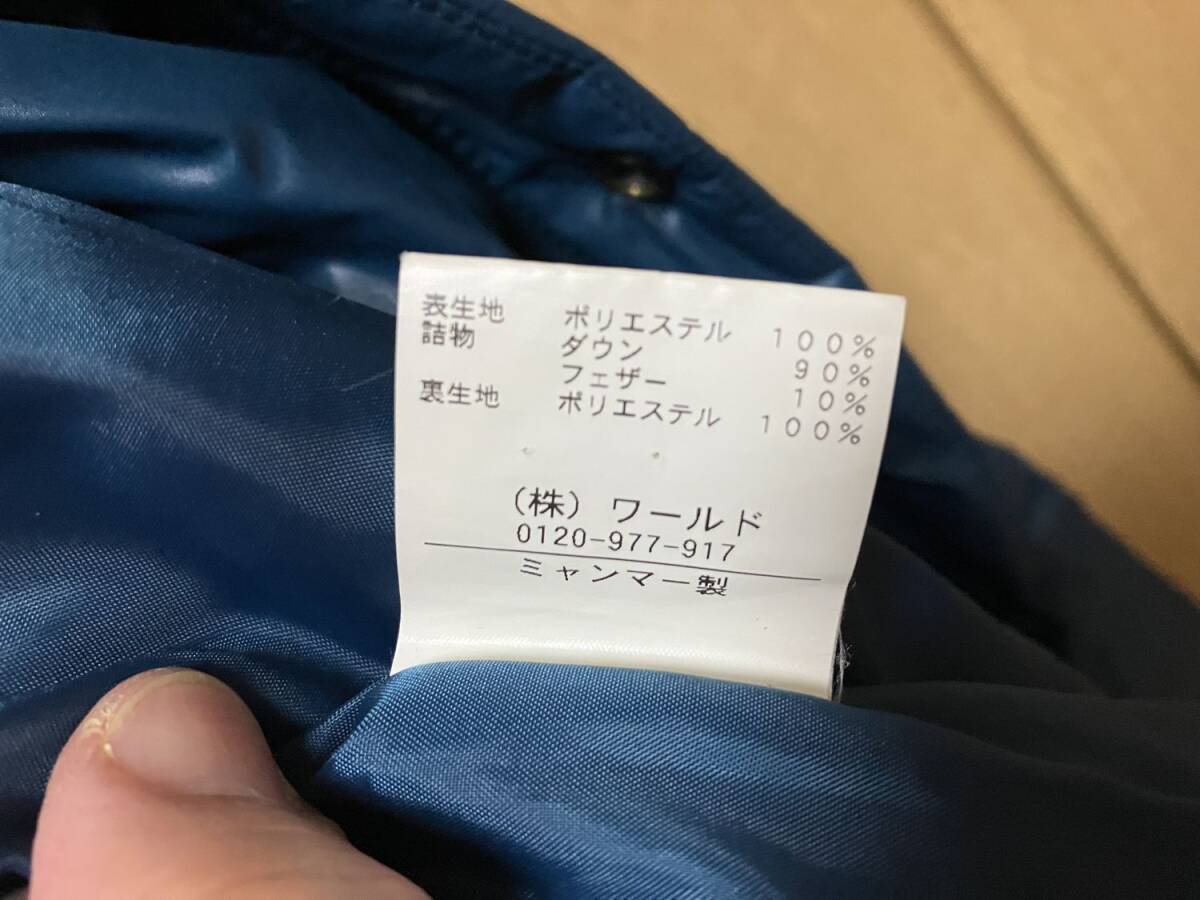 表生地 ポリエステル 100%
詰物 ダウン 90%
フェザー 10%
裏生地 ポリエステル 100%
(株) ワールド
0120-977-917
ミャンマー製